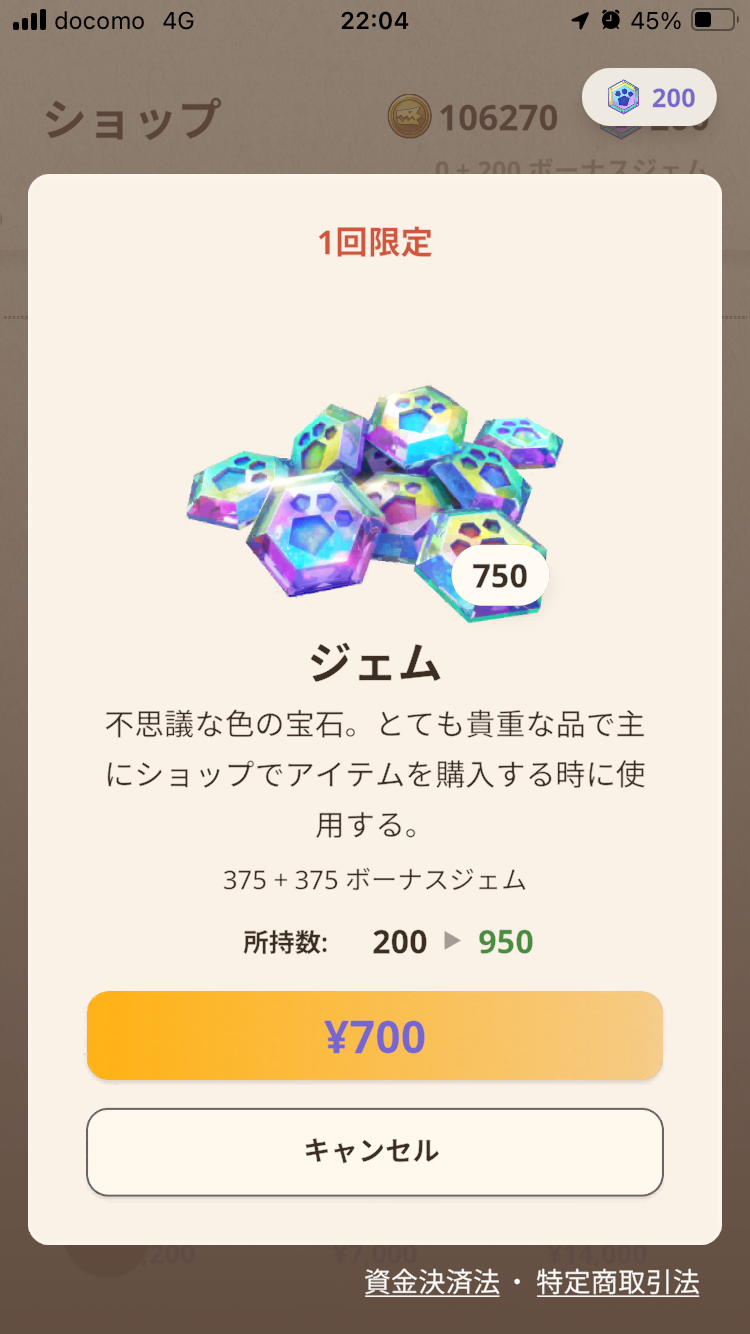 docomo 4G 22:04 45%
ショップ 106270 200
0 + 200 ボーナスジェム
1回限定
750
ジェム
不思議な色の宝石。とても貴重な品で主
にショップでアイテムを購入する時に使
用する。
375 + 375 ボーナスジェム
所持数: 200 ▶ 950
¥700
キャンセル
¥7,000 ¥14,000
資金決済法 ・ 特定商取引法